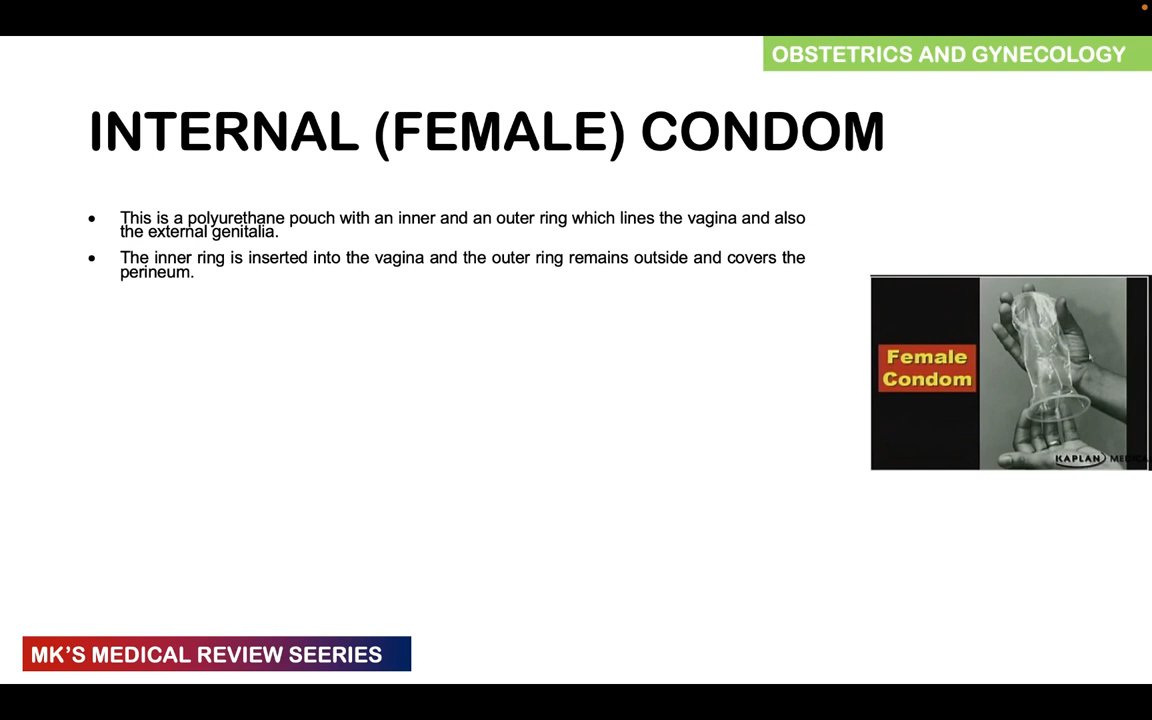 OBSTETRICS AND GYNECOLOGY
INTERNAL (FEMALE) CONDOM
• This is a polyurethane pouch with an inner and an outer ring which lines the vagina and also
the external genitalia.
• The inner ring is inserted into the vagina and the outer ring remains outside and covers the
perineum.
Female
Condom
KAPLAN
MK'S MEDICAL REVIEW SEERIES